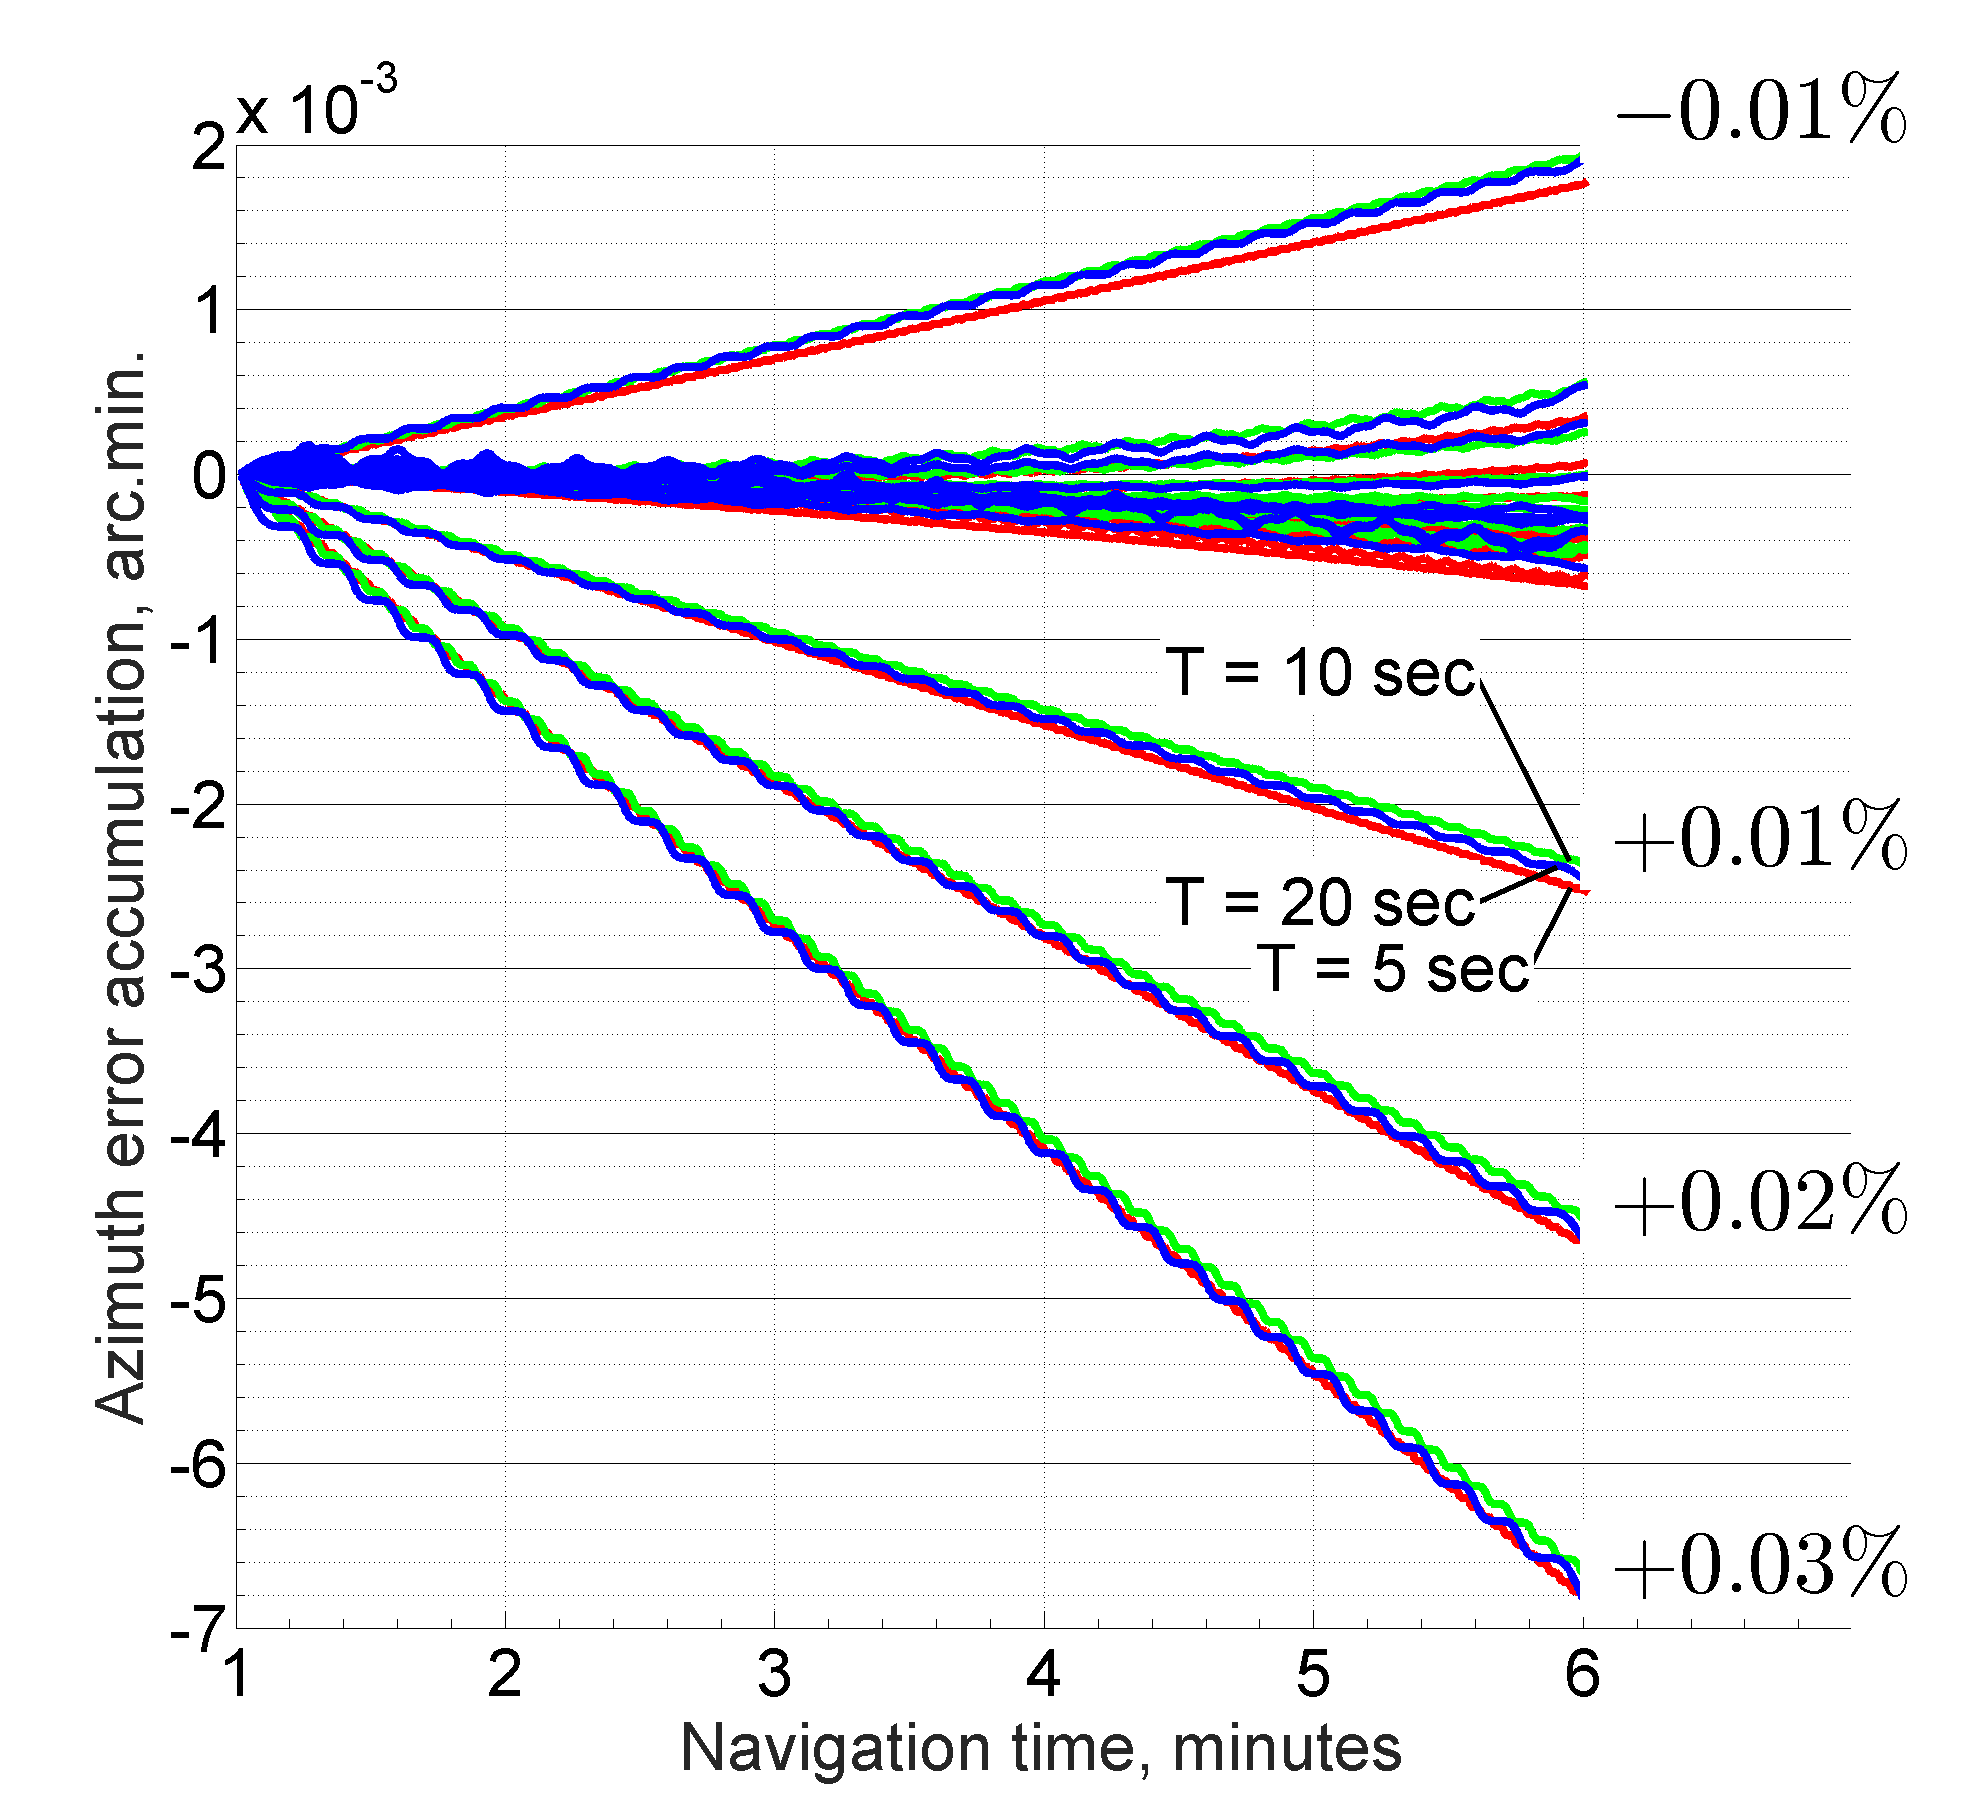 x 10-3
−0.01%
2
1
0
-1
T = 10 sec
-2
+0.01%
T = 20 sec
T = 5 sec
-3
-4
+0.02%
-5
-6
+0.03%
-7
1 2 3 4 5 6
Navigation time, minutes
Azimuth error accumulation, arc.min.